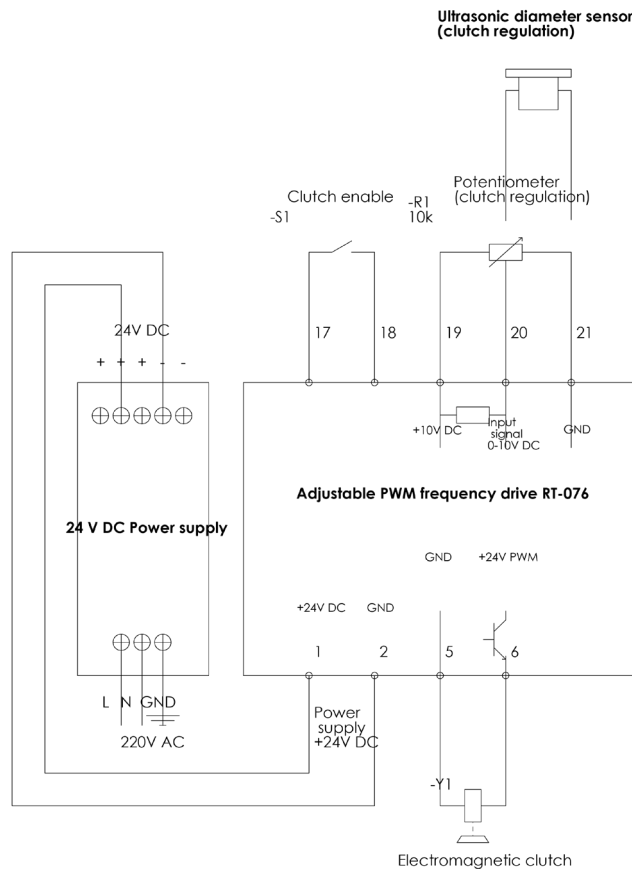 Ultrasonic diameter sensor
(clutch regulation)
Potentiometer
(clutch regulation)
Clutch enable
-S1
-R1
10k
17
18
19
20
21
24V DC
+ + + - -
+10V DC
Input
signal
0-10V DC
GND
Adjustable PWM frequency drive RT-076
24 V DC Power supply
GND
+24V PWM
+24V DC
GND
1
2
5
6
L N GND
220V AC
Power
supply
+24V DC
-Y1
Electromagnetic clutch